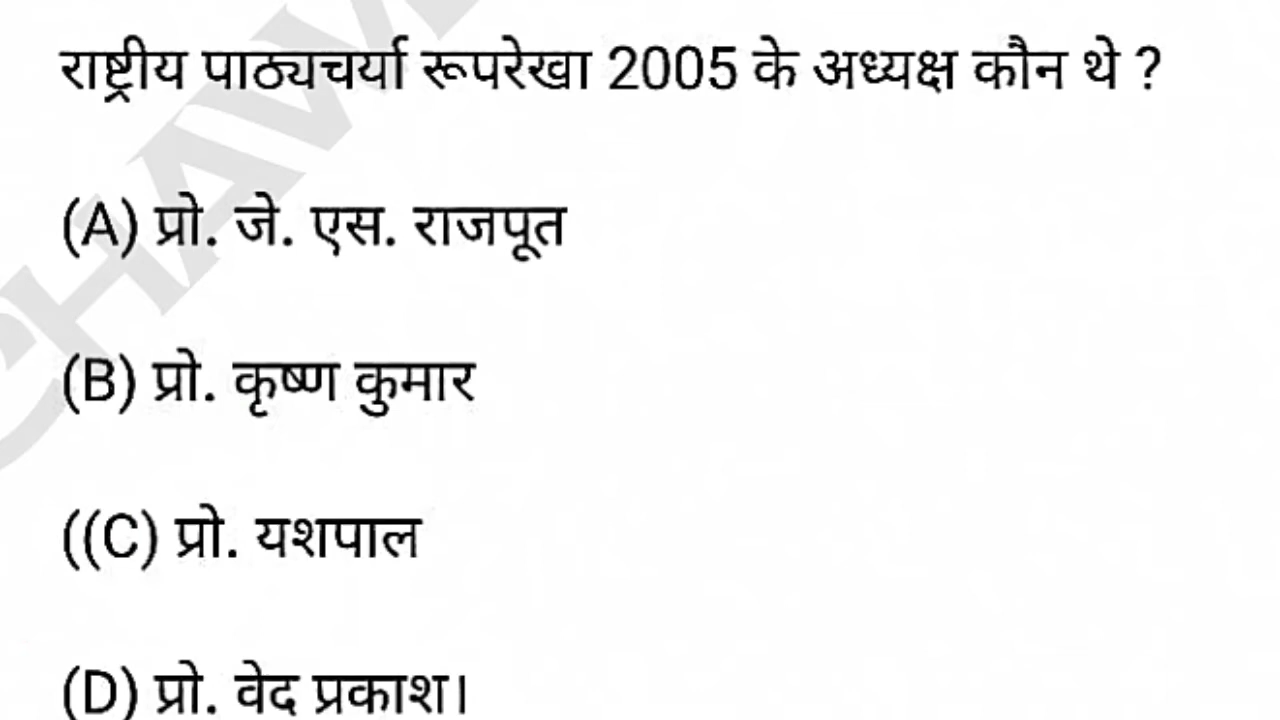 राष्ट्रीय पाठ्यचर्या रूपरेखा 2005 के अध्यक्ष कौन थे ?
(A) प्रो. जे. एस. राजपूत
(B) प्रो. कृष्ण कुमार
((C) प्रो. यशपाल
(D) प्रो. वेद प्रकाश।